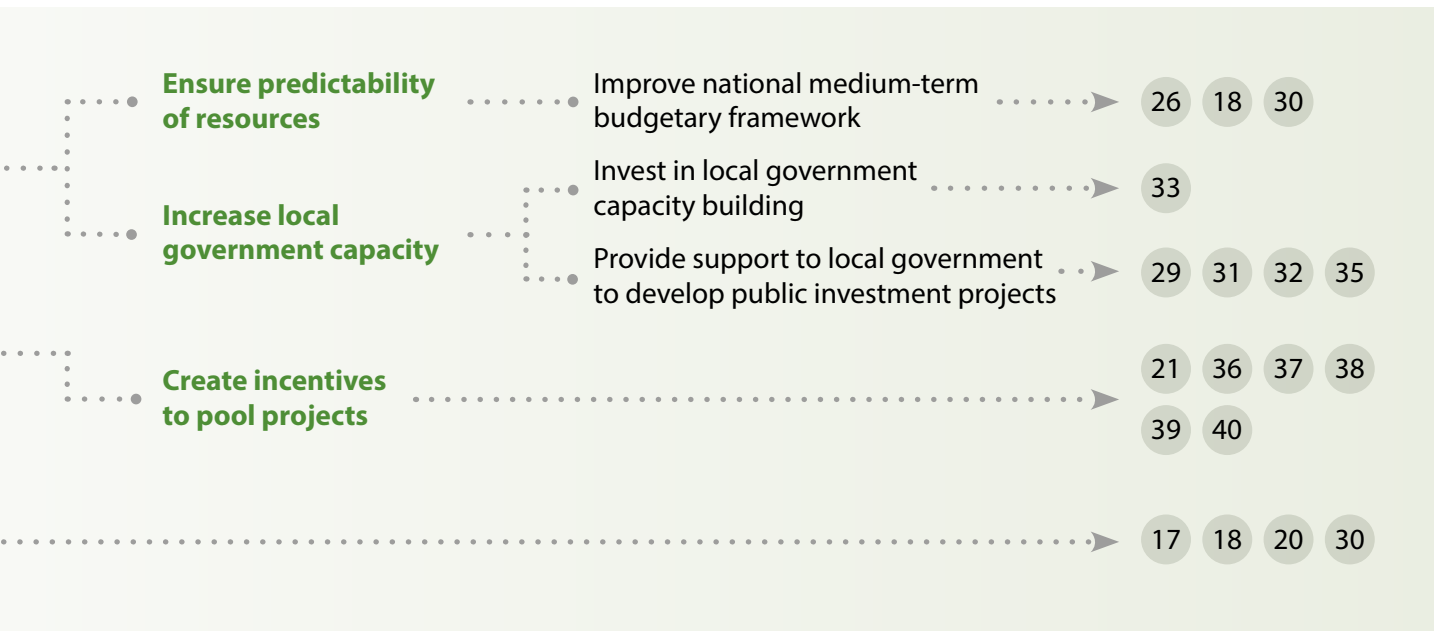 Ensure predictability
of resources
Improve national medium-term
budgetary framework
26 18 30
Invest in local government
capacity building
33
Increase local
government capacity
Provide support to local government
to develop public investment projects
29 31 32 35
Create incentives
to pool projects
21 36 37 38
39 40
17 18 20 30